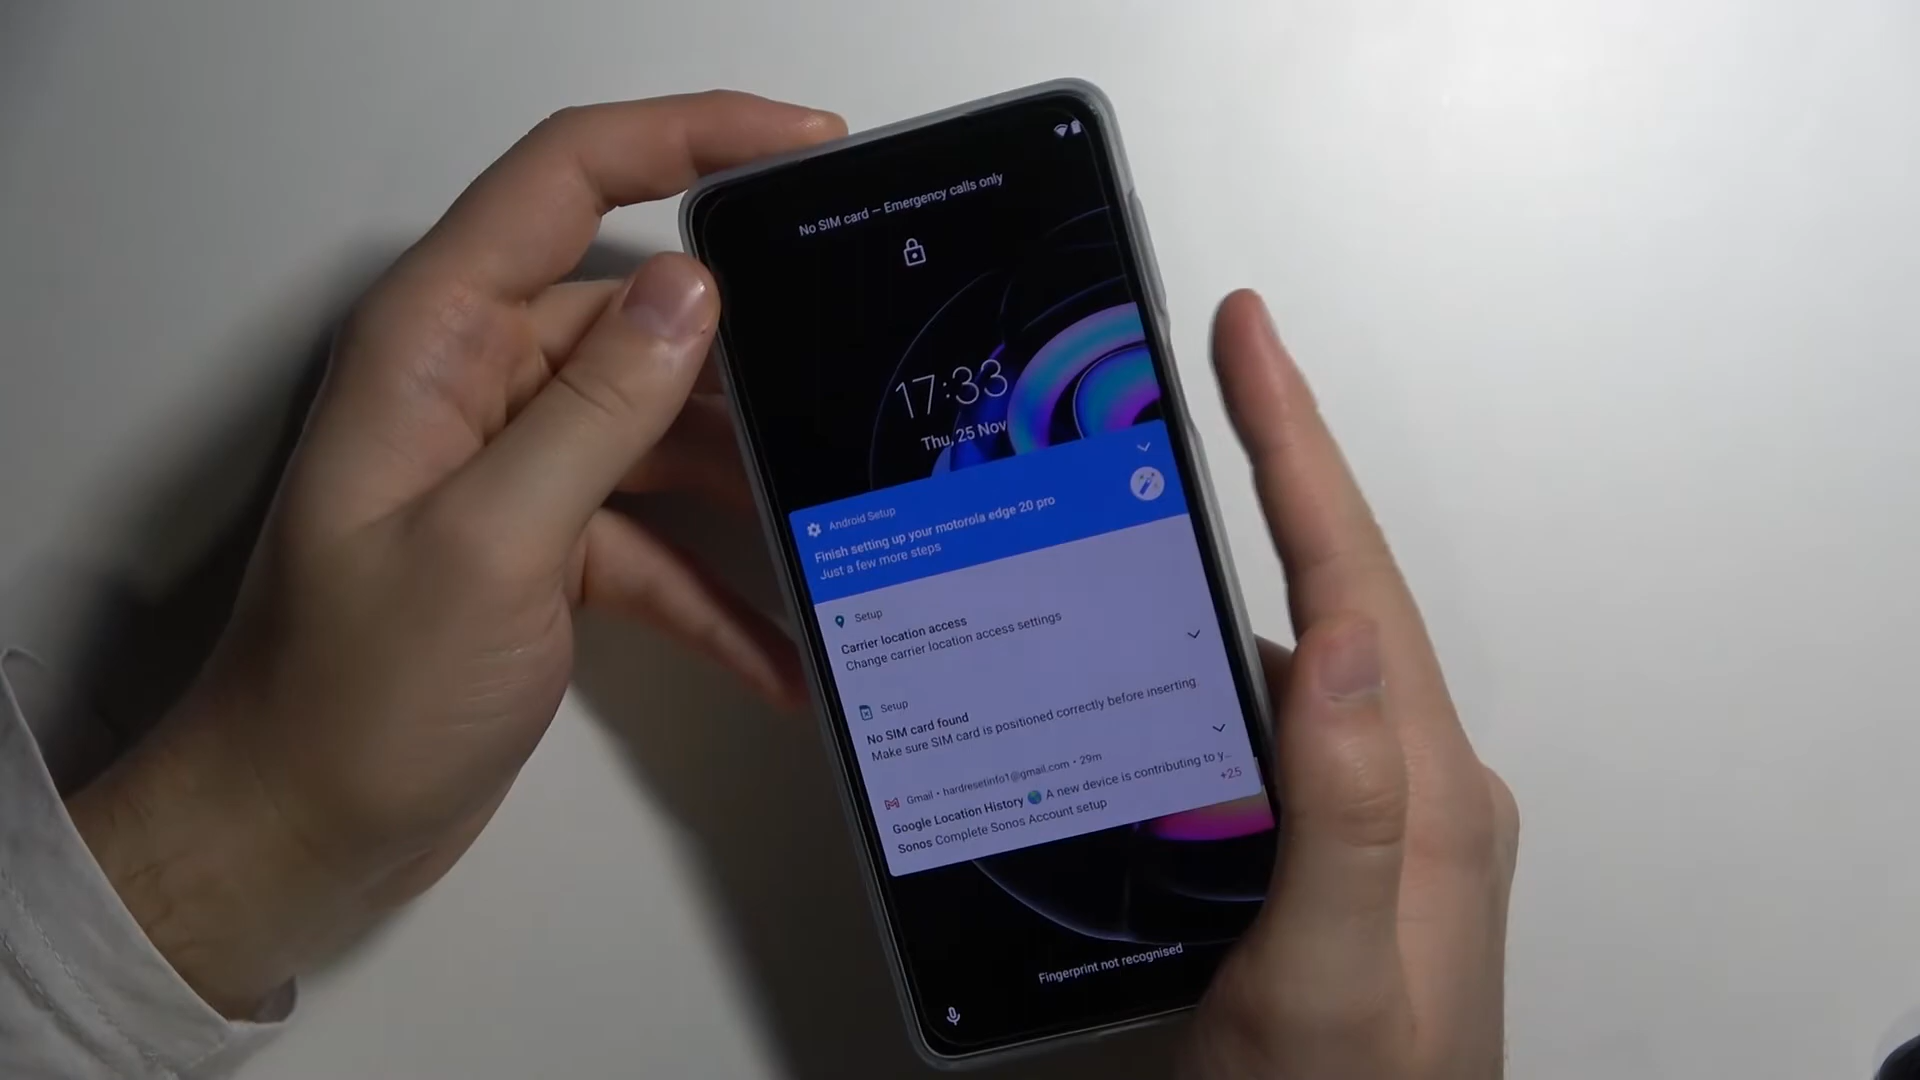 No SIM card – Emergency calls only
17:33
Thu, 25 Nov
Android Setup
Finish setting up your motorola edge 20 pro
Just a few more steps
Setup
Carrier location access
Change carrier location access settings
Setup
No SIM card found
Make sure SIM card is positioned correctly before inserting.
Gmail • hardresetinfo1@gmail.com • 29m
Google Location History 🌍 A new device is contributing to y...
Sonos Complete Sonos Account setup
+25
Fingerprint not recognised